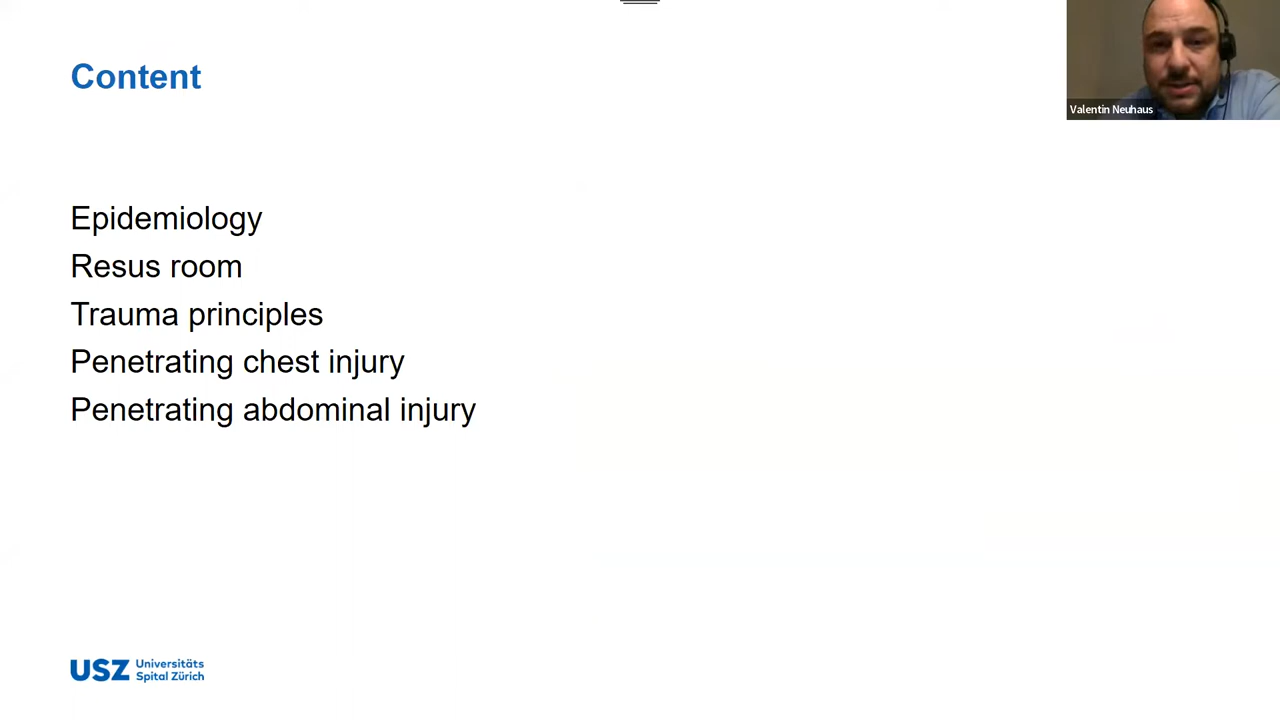 Content
Valentin Neuhaus
Epidemiology
Resus room
Trauma principles
Penetrating chest injury
Penetrating abdominal injury
USZ Universitäts
Spital Zürich